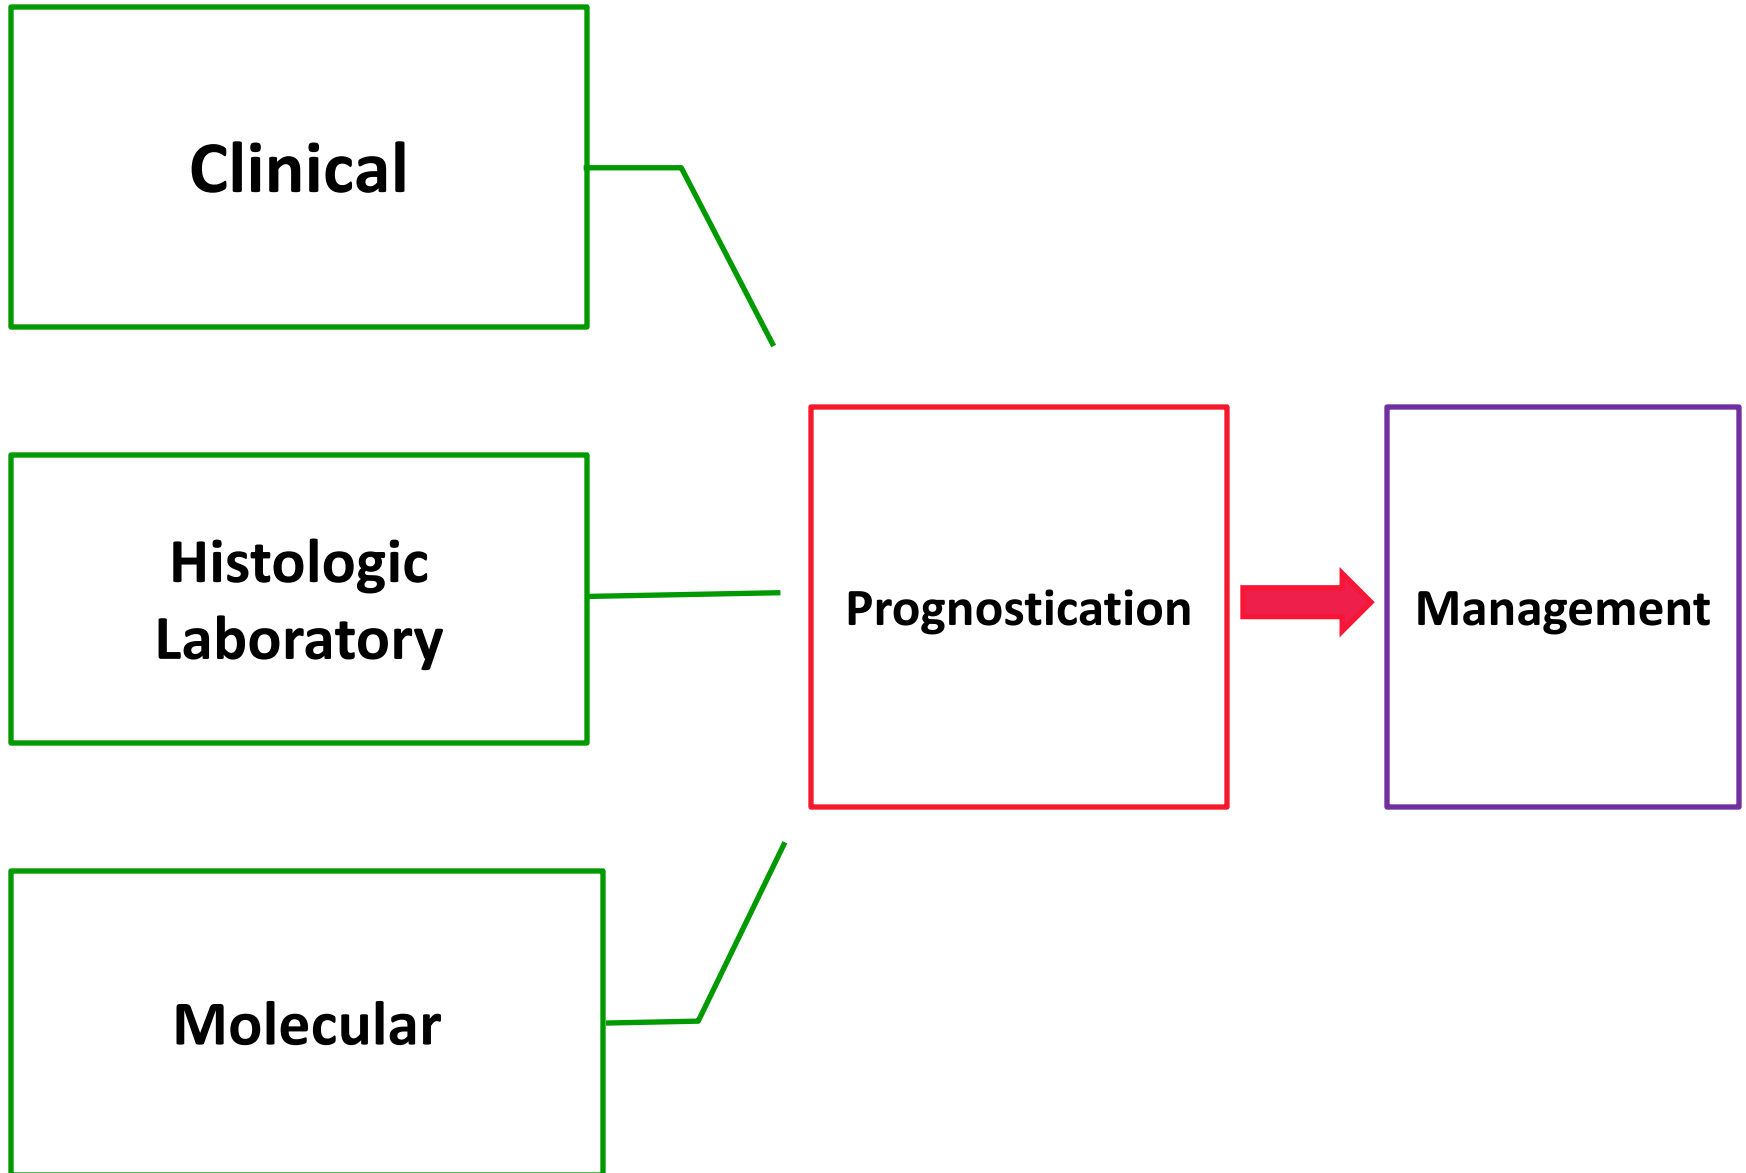 Clinical
Histologic
Laboratory
Prognostication
Management
Molecular